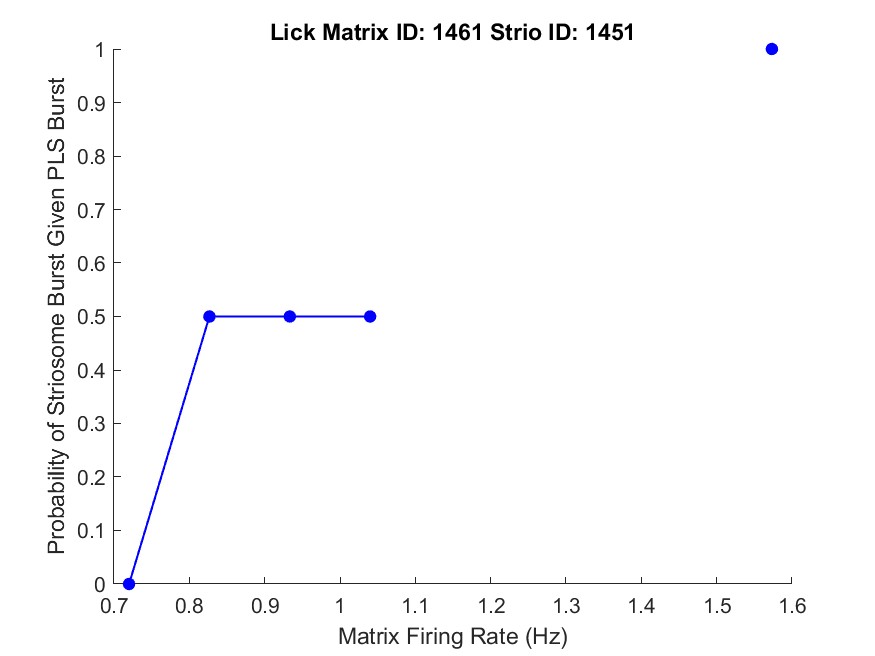 Lick Matrix ID: 1461 Strio ID: 1451
Probability of Striosome Burst Given PLS Burst
1
0.9
0.8
0.7
0.6
0.5
0.4
0.3
0.2
0.1
0
0.7 0.8 0.9 1 1.1 1.2 1.3 1.4 1.5 1.6
Matrix Firing Rate (Hz)